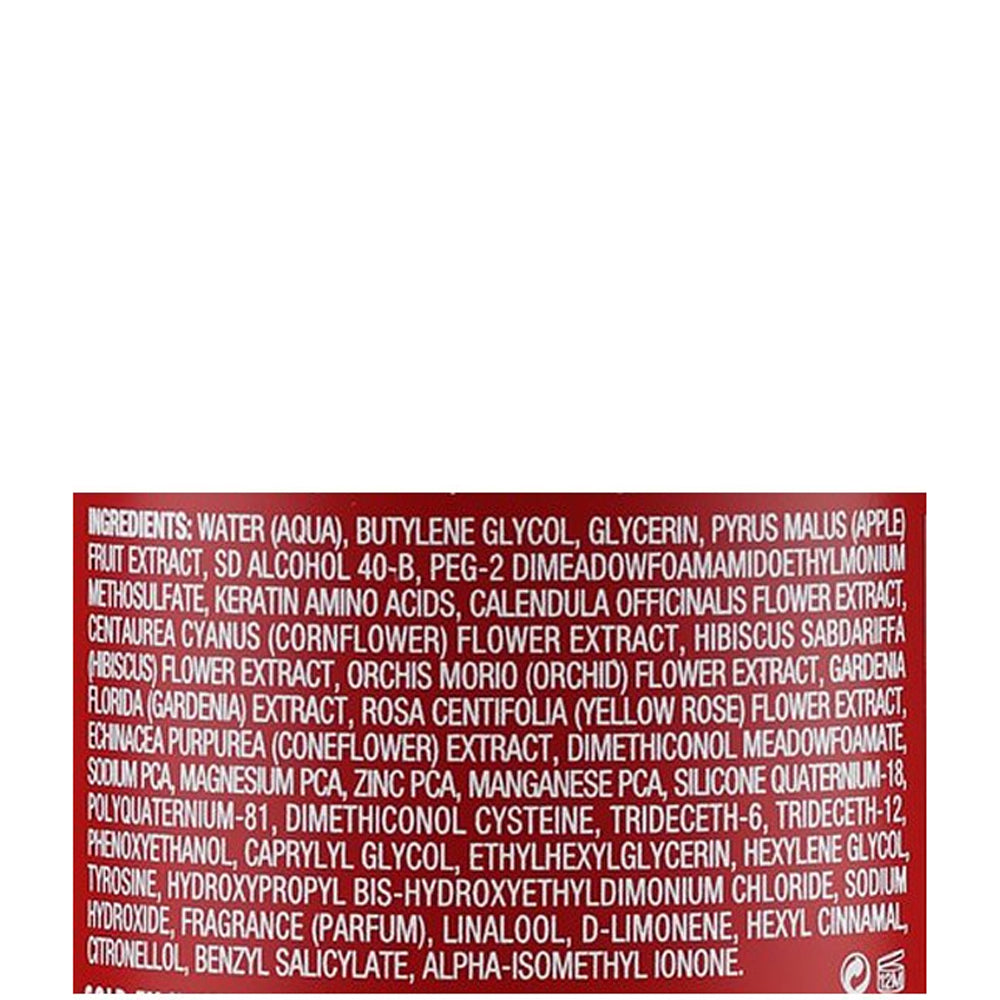 INGREDIENTS: WATER (AQUA), BUTYLENE GLYCOL, GLYCERIN, PYRUS MALUS (APPLE)
FRUIT EXTRACT, SD ALCOHOL 40-B, PEG-2 DIMEADOWFOAMAMIDOETHYLMONIUM
METHOSULFATE, KERATIN AMINO ACIDS, CALENDULA OFFICINALIS FLOWER EXTRACT,
CENTAUREA CYANUS (CORNFLOWER) FLOWER EXTRACT, HIBISCUS SABDARIFFA
(HIBISCUS) FLOWER EXTRACT, ORCHIS MORIO (ORCHID) FLOWER EXTRACT, GARDENIA
FLORIDA (GARDENIA) EXTRACT, ROSA CENTIFOLIA (YELLOW ROSE) FLOWER EXTRACT,
ECHINACEA PURPUREA (CONEFLOWER) EXTRACT, DIMETHICONOL MEADOWFOAMATE,
SODIUM PCA, MAGNESIUM PCA, ZINC PCA, MANGANESE PCA, SILICONE QUATERNIUM-18,
POLYQUATERNIUM-81, DIMETHICONOL CYSTEINE, TRIDECETH-6, TRIDECETH-12,
PHENOXYETHANOL, CAPRYLYL GLYCOL, ETHYLHEXYLGLYCERIN, HEXYLENE GLYCOL,
TYROSINE, HYDROXYPROPYL BIS-HYDROXYETHYLDIMONIUM CHLORIDE, SODIUM
HYDROXIDE, FRAGRANCE (PARFUM), LINALOOL, D-LIMONENE, HEXYL CINNAMAL,
CITRONELLOL, BENZYL SALICYLATE, ALPHA-ISOMETHYL IONONE.
12M